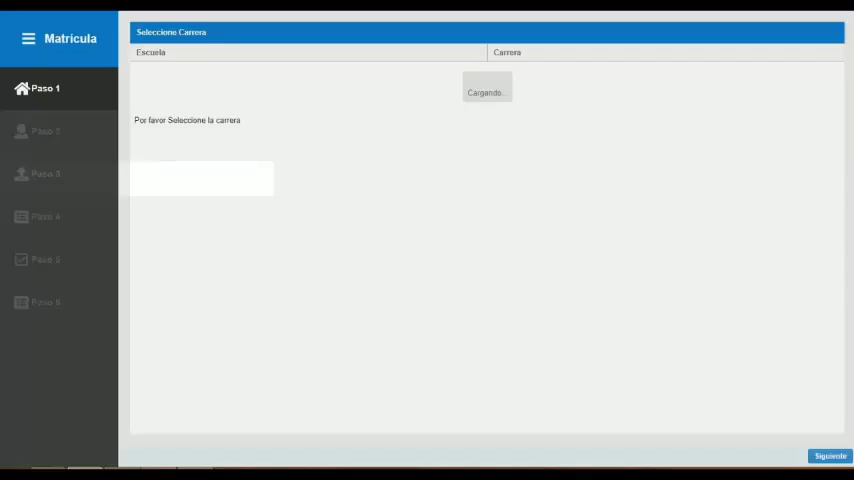 Matrícula
Seleccione Carrera
Escuela
Carrera
Paso 1
Cargando...
Por favor Seleccione la carrera
Paso 2
Paso 3
Paso 4
Paso 5
Paso 6
Siguiente